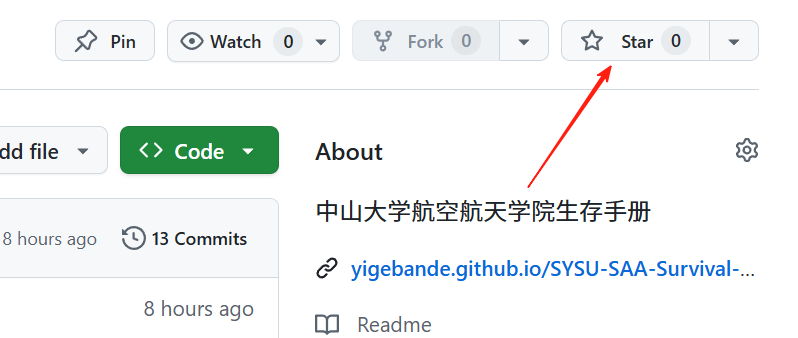 Pin
Watch 0
Fork 0
Star 0
dd file
Code
About
中山大学航空航天学院生存手册
8 hours ago
13 Commits
yigebande.github.io/SYSU-SAA-Survival-...
8 hours ago
Readme